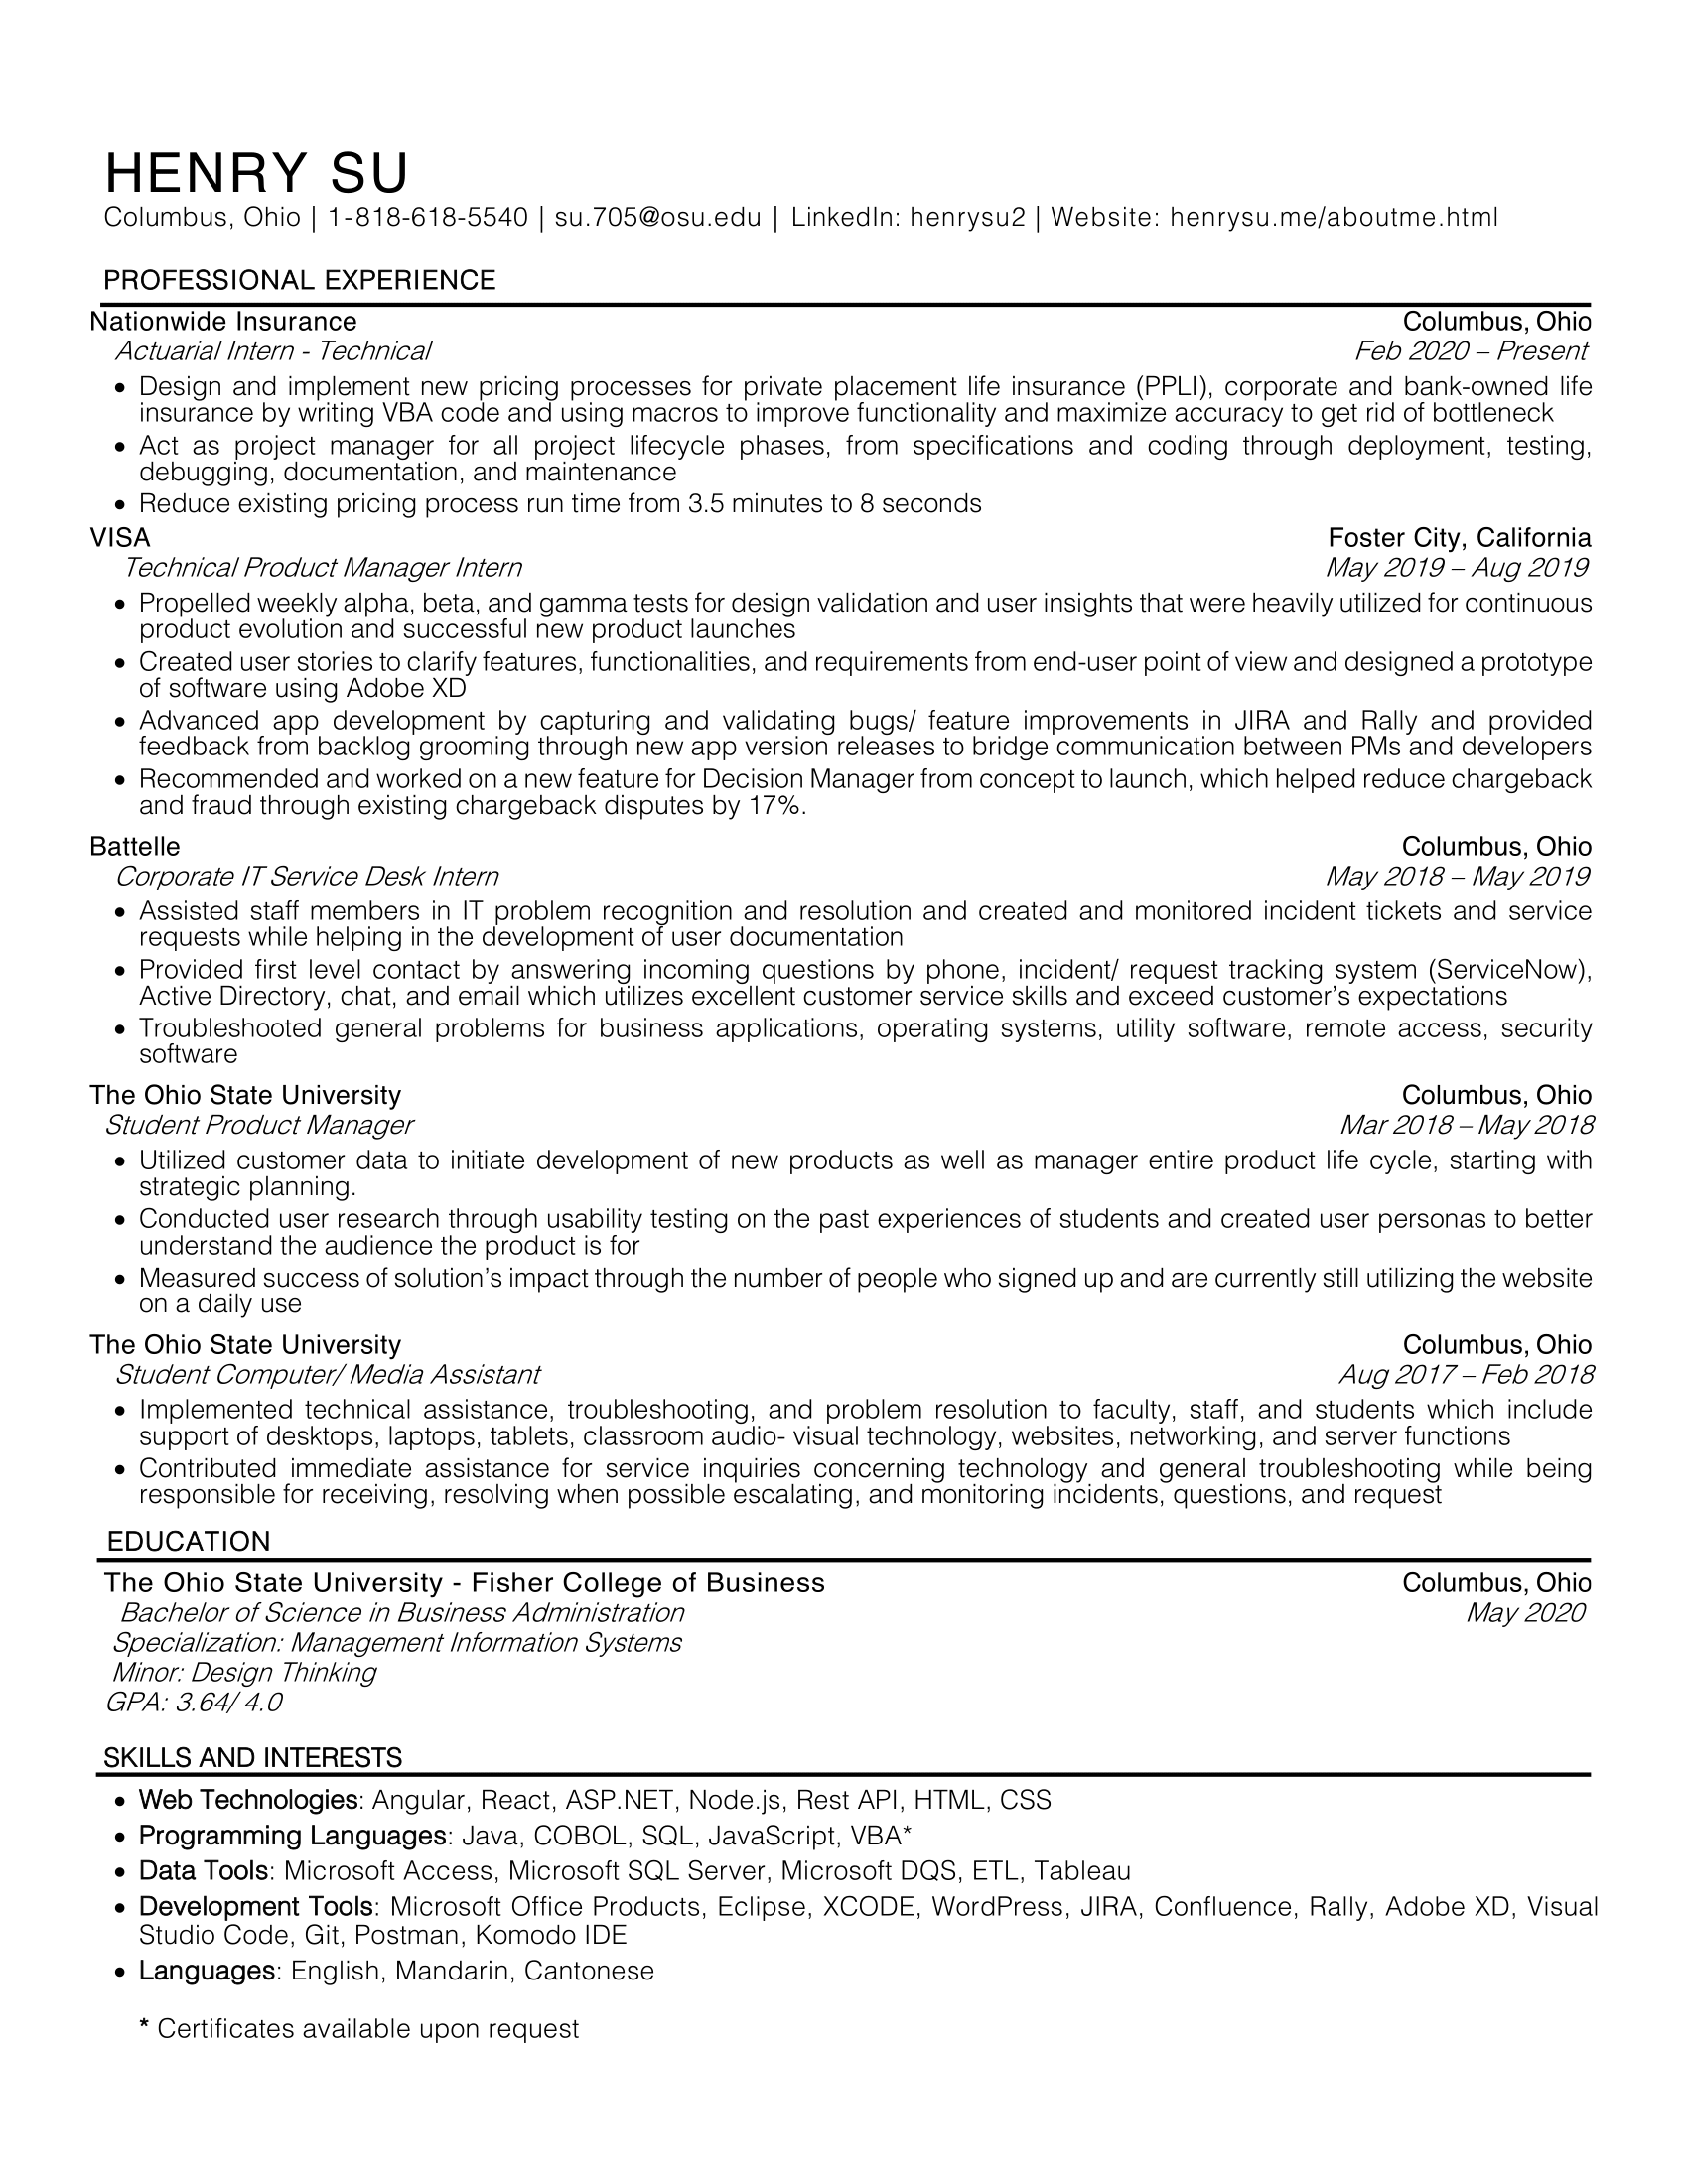 HENRY SU
Columbus, Ohio | 1-818-618-5540 | su.705@osu.edu | LinkedIn: henrysu2 | Website: henrysu.me/aboutme.html
PROFESSIONAL EXPERIENCE
Nationwide Insurance Columbus, Ohio
Actuarial Intern - Technical Feb 2020 – Present
• Design and implement new pricing processes for private placement life insurance (PPLI), corporate and bank-owned life
insurance by writing VBA code and using macros to improve functionality and maximize accuracy to get rid of bottleneck
• Act as project manager for all project lifecycle phases, from specifications and coding through deployment, testing,
debugging, documentation, and maintenance
• Reduce existing pricing process run time from 3.5 minutes to 8 seconds
VISA Foster City, California
Technical Product Manager Intern May 2019 – Aug 2019
• Propelled weekly alpha, beta, and gamma tests for design validation and user insights that were heavily utilized for continuous
product evolution and successful new product launches
• Created user stories to clarify features, functionalities, and requirements from end-user point of view and designed a prototype
of software using Adobe XD
• Advanced app development by capturing and validating bugs/ feature improvements in JIRA and Rally and provided
feedback from backlog grooming through new app version releases to bridge communication between PMs and developers
• Recommended and worked on a new feature for Decision Manager from concept to launch, which helped reduce chargeback
and fraud through existing chargeback disputes by 17%.
Battelle Columbus, Ohio
Corporate IT Service Desk Intern May 2018 – May 2019
• Assisted staff members in IT problem recognition and resolution and created and monitored incident tickets and service
requests while helping in the development of user documentation
• Provided first level contact by answering incoming questions by phone, incident/ request tracking system (ServiceNow),
Active Directory, chat, and email which utilizes excellent customer service skills and exceed customer’s expectations
• Troubleshooted general problems for business applications, operating systems, utility software, remote access, security
software
The Ohio State University Columbus, Ohio
Student Product Manager Mar 2018 – May 2018
• Utilized customer data to initiate development of new products as well as manager entire product life cycle, starting with
strategic planning.
• Conducted user research through usability testing on the past experiences of students and created user personas to better
understand the audience the product is for
• Measured success of solution’s impact through the number of people who signed up and are currently still utilizing the website
on a daily use
The Ohio State University Columbus, Ohio
Student Computer/ Media Assistant Aug 2017 – Feb 2018
• Implemented technical assistance, troubleshooting, and problem resolution to faculty, staff, and students which include
support of desktops, laptops, tablets, classroom audio- visual technology, websites, networking, and server functions
• Contributed immediate assistance for service inquiries concerning technology and general troubleshooting while being
responsible for receiving, resolving when possible escalating, and monitoring incidents, questions, and request
EDUCATION
The Ohio State University - Fisher College of Business Columbus, Ohio
Bachelor of Science in Business Administration May 2020
Specialization: Management Information Systems
Minor: Design Thinking
GPA: 3.64/ 4.0
SKILLS AND INTERESTS
• Web Technologies: Angular, React, ASP.NET, Node.js, Rest API, HTML, CSS
• Programming Languages: Java, COBOL, SQL, JavaScript, VBA*
• Data Tools: Microsoft Access, Microsoft SQL Server, Microsoft DQS, ETL, Tableau
• Development Tools: Microsoft Office Products, Eclipse, XCODE, WordPress, JIRA, Confluence, Rally, Adobe XD, Visual
Studio Code, Git, Postman, Komodo IDE
• Languages: English, Mandarin, Cantonese
* Certificates available upon request